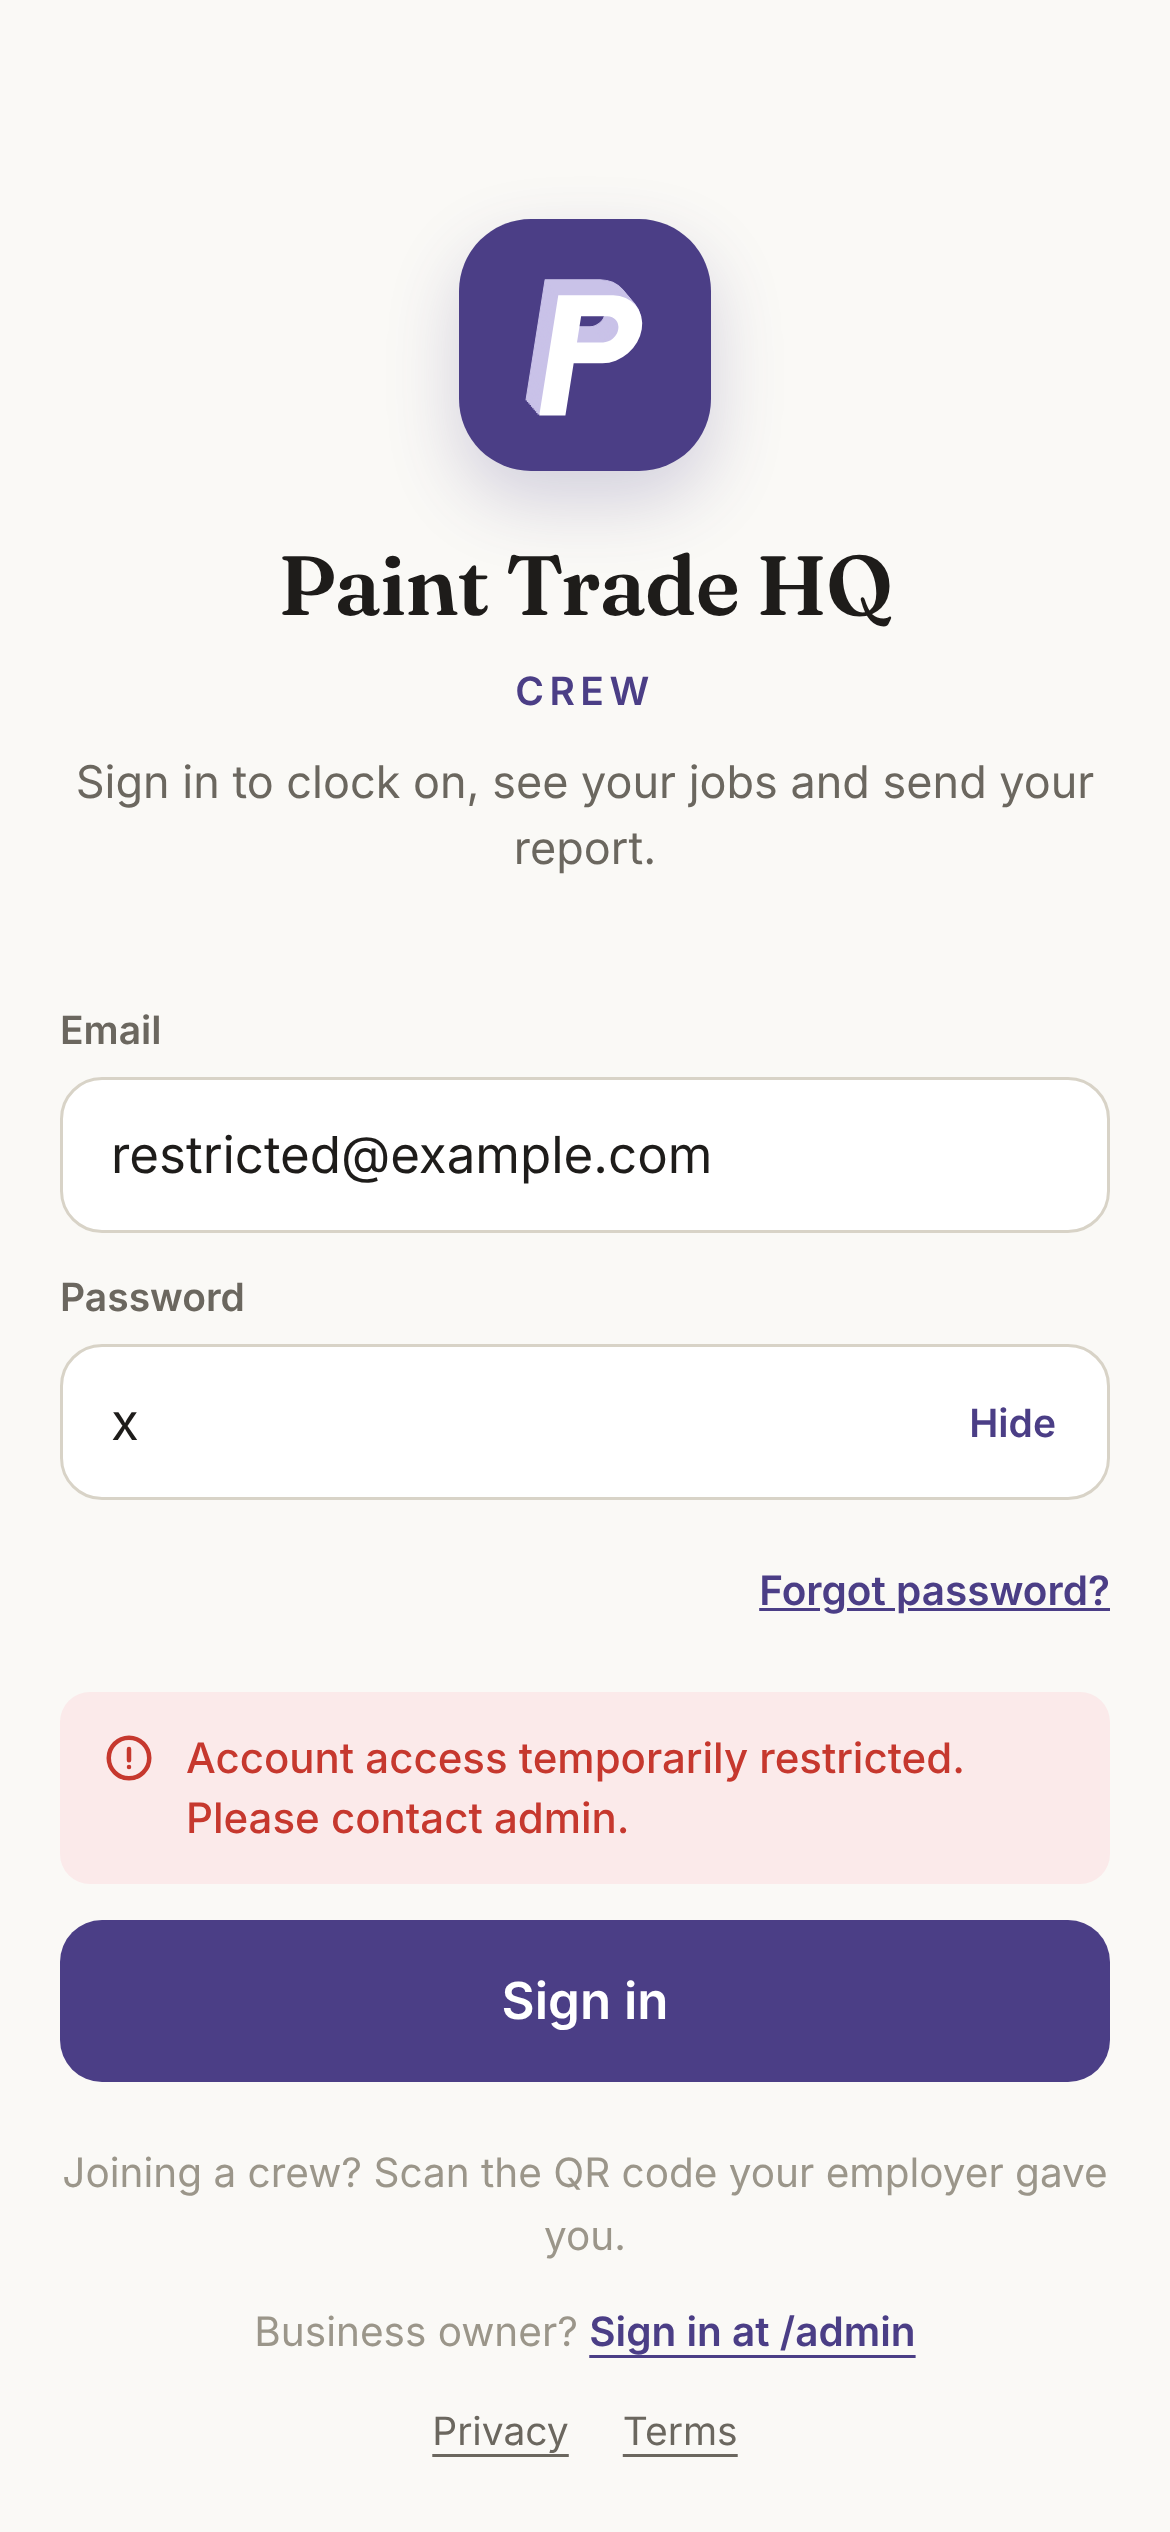 P
Paint Trade HQ
CREW
Sign in to clock on, see your jobs and send your
report.
Email
restricted@example.com
Password
x
Hide
Forgot password?
Account access temporarily restricted.
Please contact admin.
Sign in
Joining a crew? Scan the QR code your employer gave
you.
Business owner? Sign in at /admin
Privacy Terms